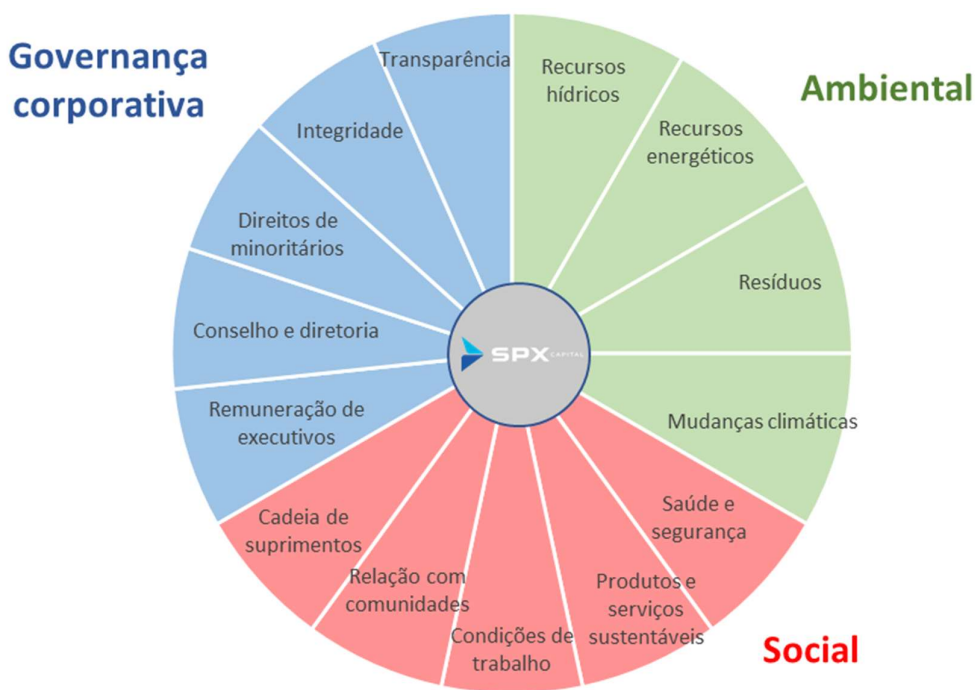 Governança
corporativa
Ambiental
Social
Transparência
Recursos
hídricos
Recursos
energéticos
Resíduos
Mudanças climáticas
Saúde e
segurança
Produtos e
serviços
sustentáveis
Condições de
trabalho
Relação com
comunidades
Cadeia de
suprimentos
Remuneração de
executivos
Conselho e diretoria
Direitos de
minoritários
Integridade
SPX CAPITAL